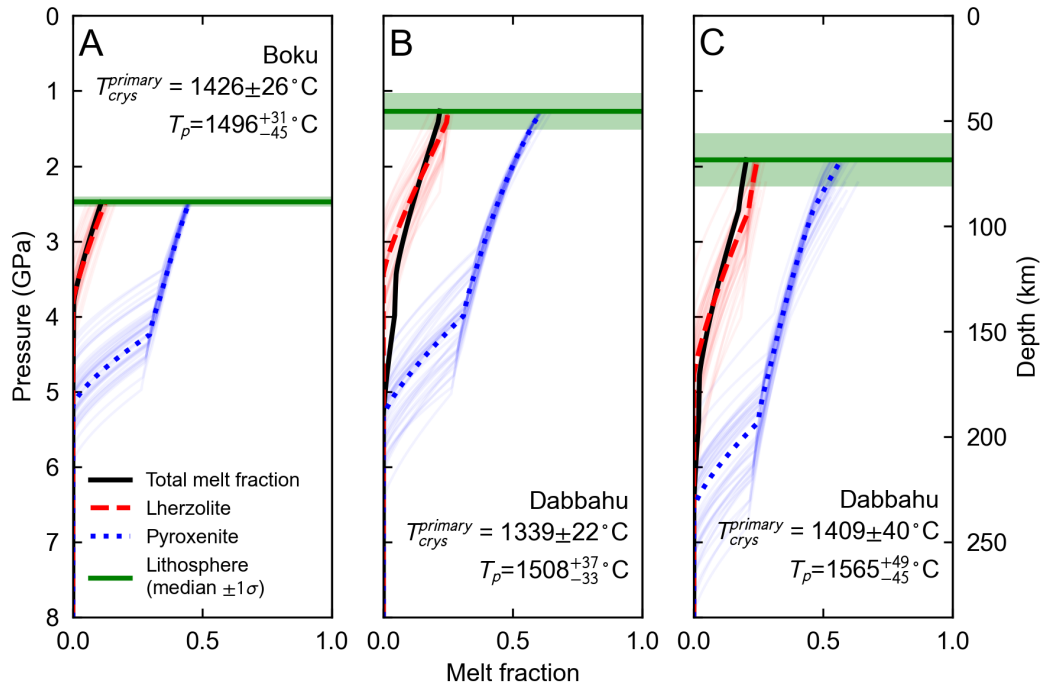 A
Boku
T_crys^primary = 1426±26°C
T_p=1496 +31 −45 °C
B
Dabbahu
T_crys^primary = 1339±22°C
T_p=1508 +37 −33 °C
C
Dabbahu
T_crys^primary = 1409±40°C
T_p=1565 +49 −45 °C
Total melt fraction
Lherzolite
Pyroxenite
Lithosphere
(median ±1σ)
Pressure (GPa)
0
1
2
3
4
5
6
7
8
0.0
0.5
1.0
0.0
0.5
1.0
0.0
0.5
1.0
Melt fraction
0
50
100
150
200
250
Depth (km)